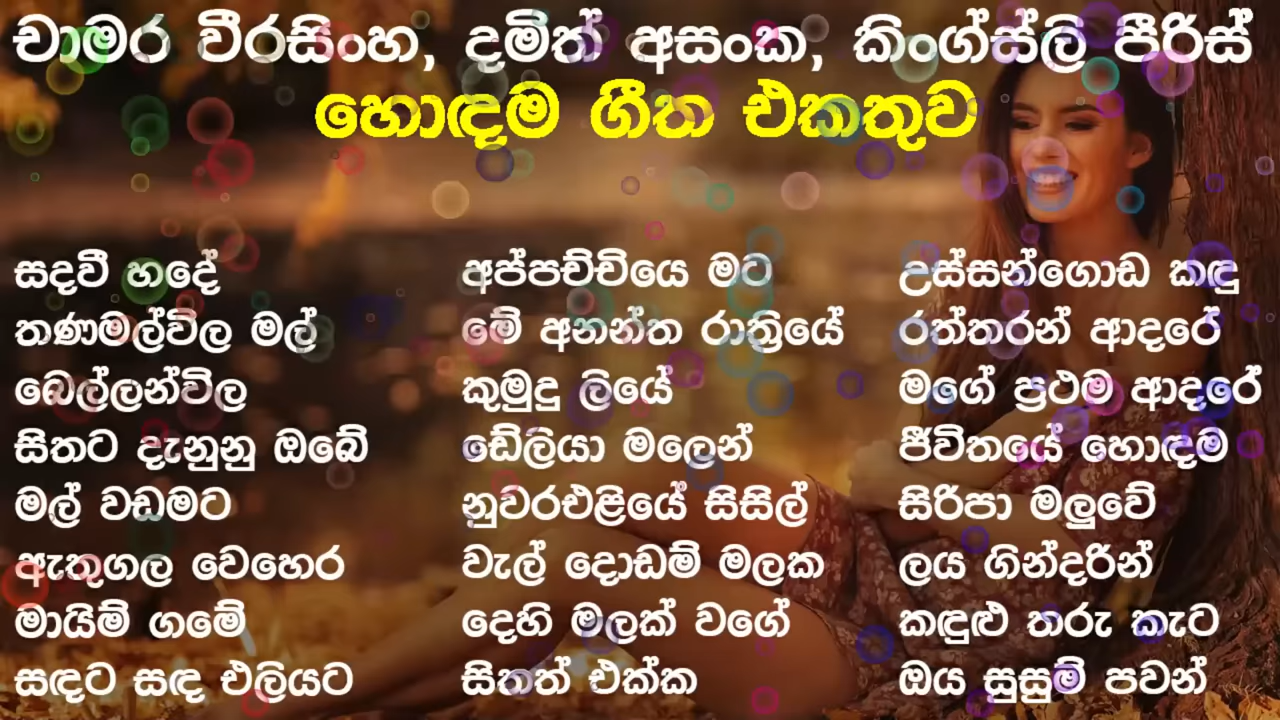 චාමර වීරසිංහ, දමිත් අසංක, කිංග්ස්ලි පීරිස්
හොඳම ගීත එකතුව
සදවී හදේ
තණමල්විල මල්
බෙල්ලන්විල
සිතට දැනුනු ඔබේ
මල් වඩමට
ඇතුගල වෙහෙර
මායිම් ගමේ
සඳට සඳ එලියට
අප්පච්චියෙ මට
මේ අනන්ත රාත්‍රියේ
කුමුදු ලියේ
ඩේලියා මලෙන්
නුවරඑළියේ සිසිල්
වැල් දොඩම් මලක
දෙහි මලක් වගේ
සිතත් එක්ක
උස්සන්ගොඩ කඳු
රත්තරන් ආදරේ
මගේ ප්‍රථම ආදරේ
ජීවිතයේ හොඳම
සිරිපා මලුවේ
ලය ගින්දරින්
කඳුළු තරු කැට
ඔය සුසුම් පවන්